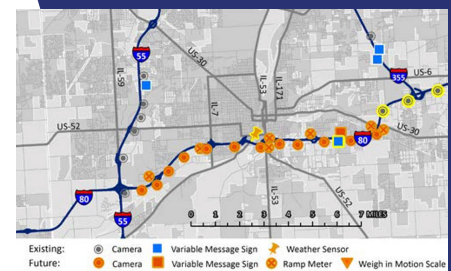 55
IL-59
US-30
IL-53
IL-171
355
US-6
IL-7
US-52
US-30
80
80
55
IL-53
US-52
0 1 2 3 4 5 6 7 MILES
Existing: Camera Variable Message Sign Weather Sensor
Future: Camera Variable Message Sign Ramp Meter Weigh in Motion Scale